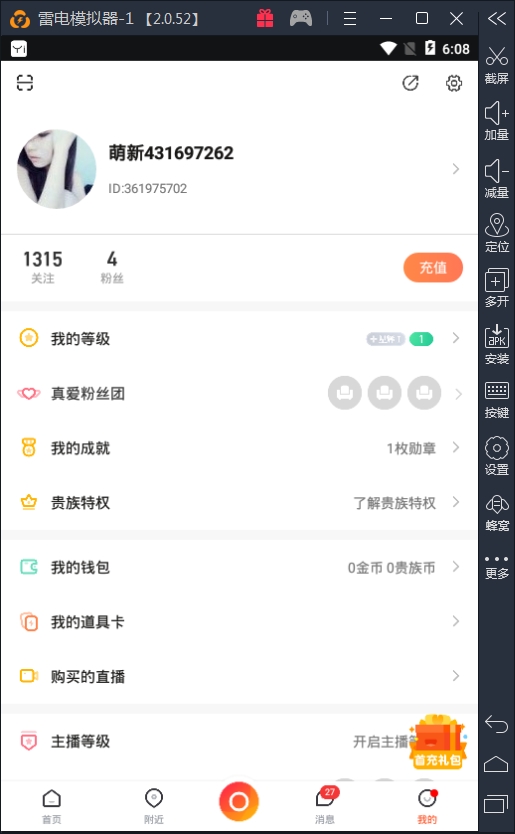 雷电模拟器-1 【2.0.52】
6:08
萌新431697262
ID:361975702
1315
关注
4
粉丝
充值
我的等级
1
真爱粉丝团
我的成就
1枚勋章
贵族特权
了解贵族特权
我的钱包
0金币 0贵族币
我的道具卡
购买的直播
主播等级
开启主播
首充礼包
首页
附近
27
消息
我的
截屏
加量
减量
定位
多开
APK
安装
按键
设置
蜂窝
更多